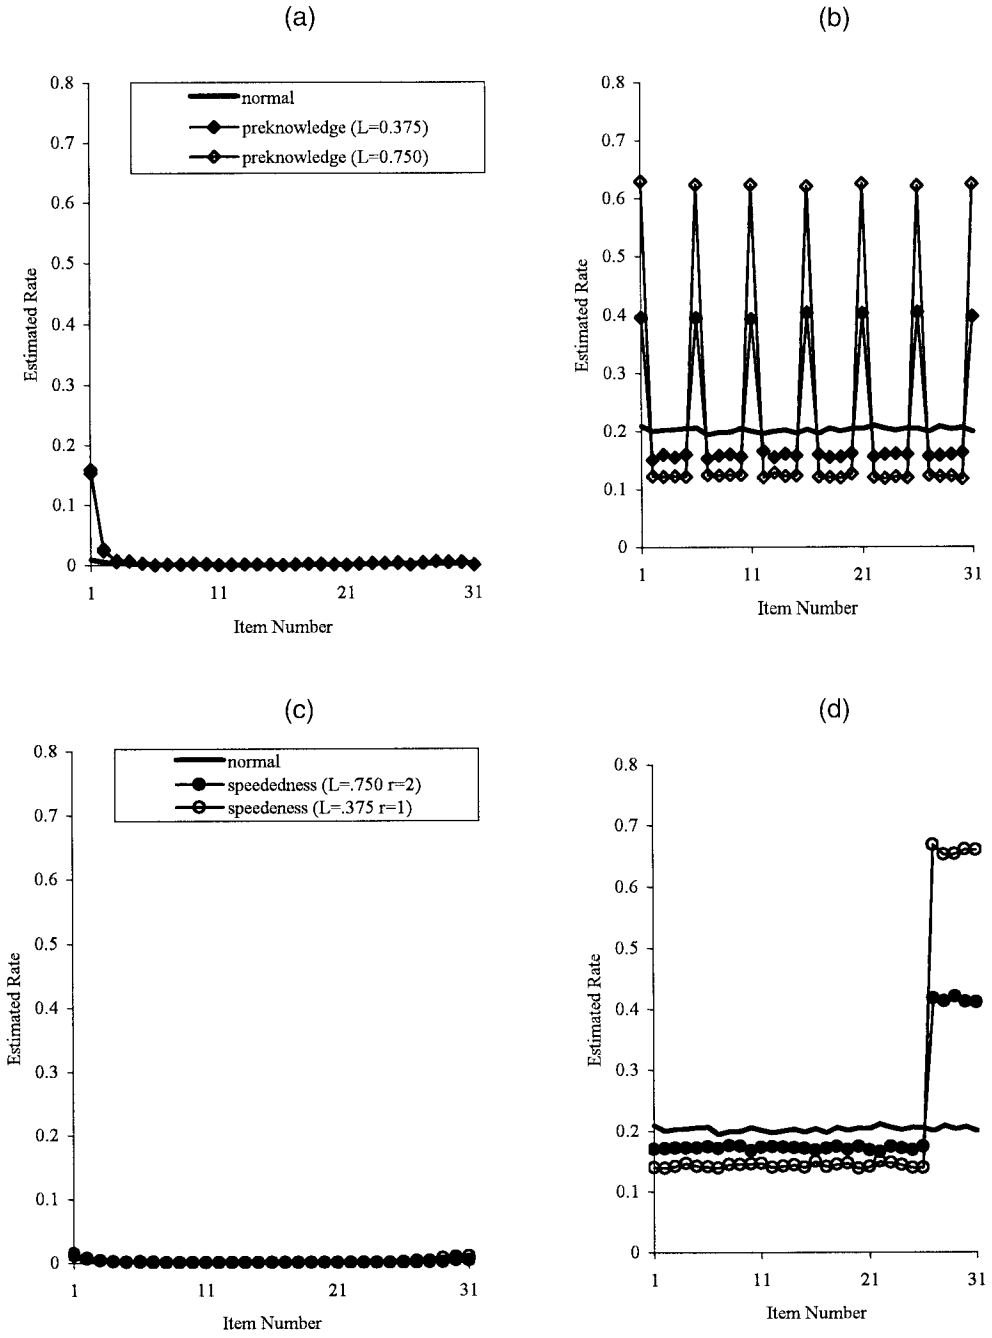 (a)
(b)
0.8
0.7
0.6
0.5
0.4
0.3
0.2
0.1
0
Estimated Rate
normal
preknowledge (L=0.375)
preknowledge (L=0.750)
1
11
21
31
Item Number
0.8
0.7
0.6
0.5
0.4
0.3
0.2
0.1
0
Estimated Rate
1
11
21
31
Item Number
(c)
(d)
0.8
0.7
0.6
0.5
0.4
0.3
0.2
0.1
0
Estimated Rate
normal
speededness (L=.750 r=2)
speedeness (L=.375 r=1)
1
11
21
31
Item Number
0.8
0.7
0.6
0.5
0.4
0.3
0.2
0.1
0
Estimated Rate
1
11
21
31
Item Number